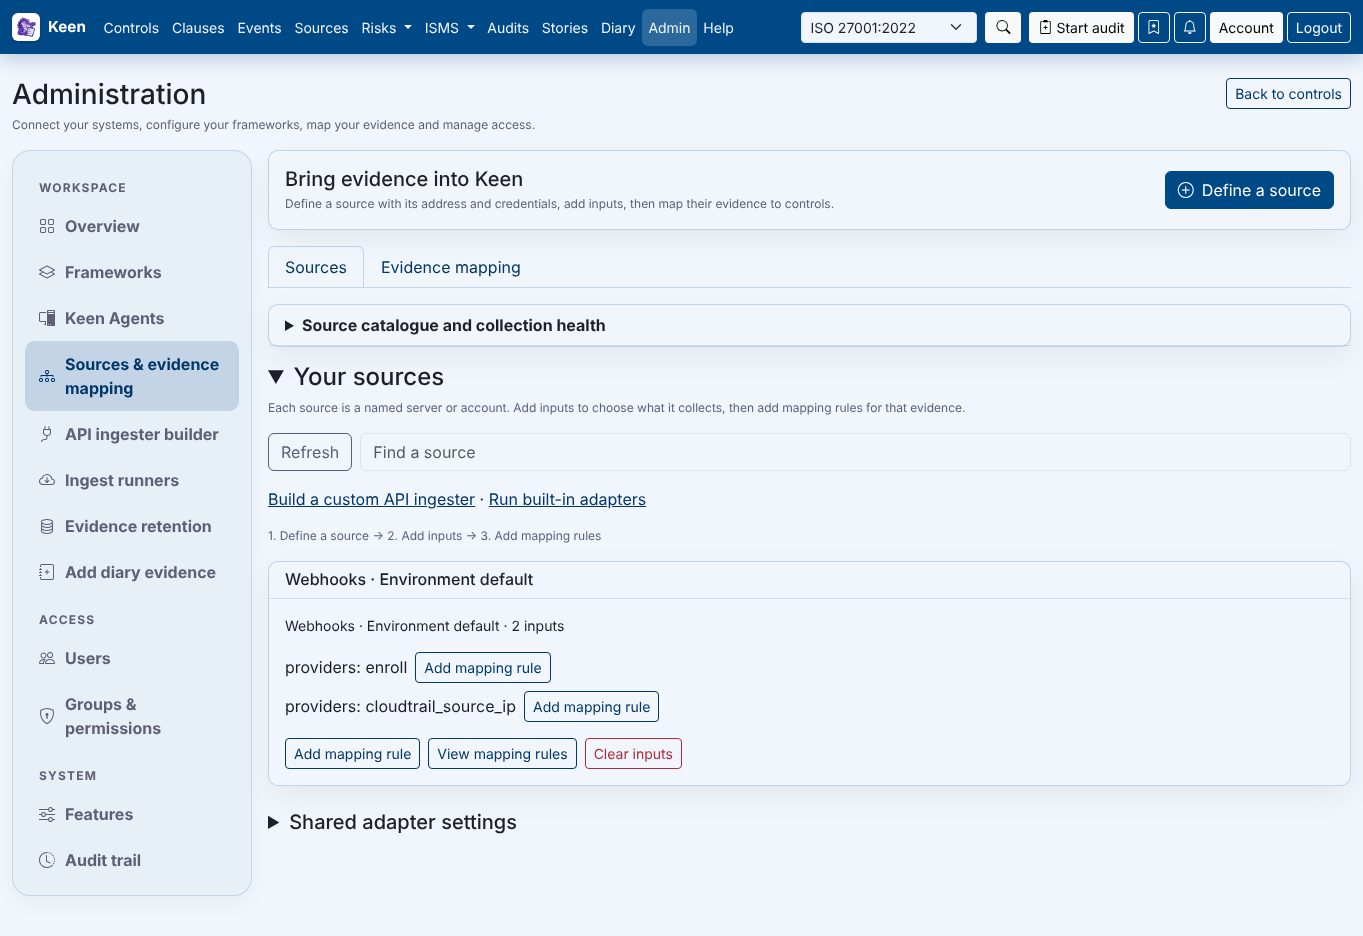 Keen Controls Clauses Events Sources Risks ISMS Audits Stories Diary Admin Help ISO 27001:2022 Start audit Account Logout
Administration
Back to controls
Connect your systems, configure your frameworks, map your evidence and manage access.
WORKSPACE
Overview
Frameworks
Keen Agents
Sources & evidence
mapping
API ingester builder
Ingest runners
Evidence retention
Add diary evidence
ACCESS
Users
Groups &
permissions
SYSTEM
Features
Audit trail
Bring evidence into Keen
Define a source with its address and credentials, add inputs, then map their evidence to controls.
Define a source
Sources Evidence mapping
Source catalogue and collection health
Your sources
Each source is a named server or account. Add inputs to choose what it collects, then add mapping rules for that evidence.
Refresh Find a source
Build a custom API ingester · Run built-in adapters
1. Define a source → 2. Add inputs → 3. Add mapping rules
Webhooks · Environment default
Webhooks · Environment default · 2 inputs
providers: enroll Add mapping rule
providers: cloudtrail_source_ip Add mapping rule
Add mapping rule View mapping rules Clear inputs
Shared adapter settings